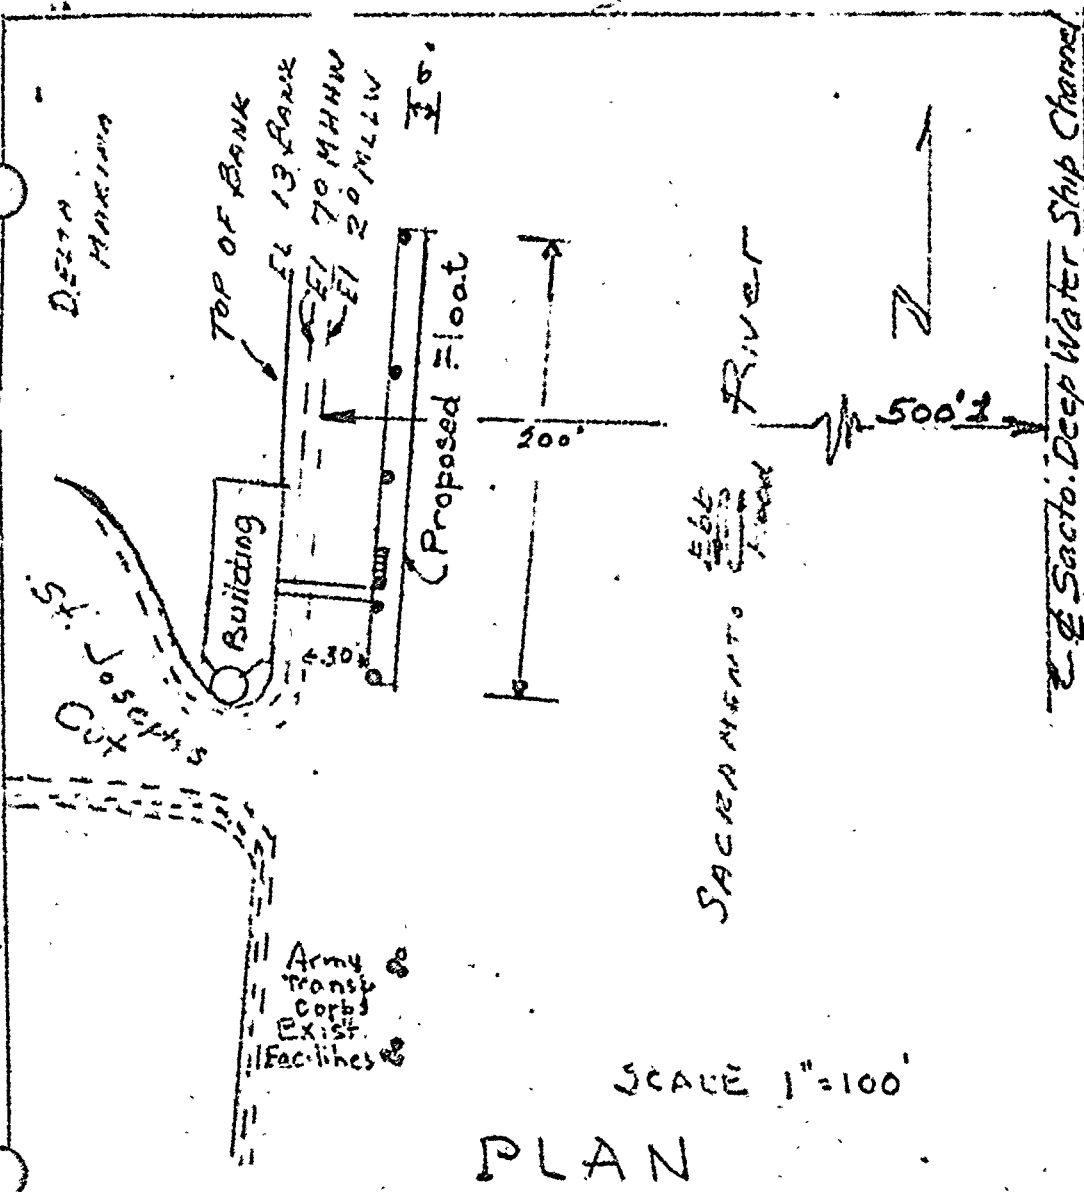 DELTA
MARINA
TOP OF BANK
EL 13 BANK
El 7.0 MHHW
El 2.0 MLLW
Building
(Proposed Float
30'
200'
St. Joseph's
Cut
SACRAMENTO River
Ebb
Flood
500'±
℄ Sacto. Deep Water Ship Channel
Army
Transp
Corps
Exist.
Facilities
SCALE 1"=100'
PLAN